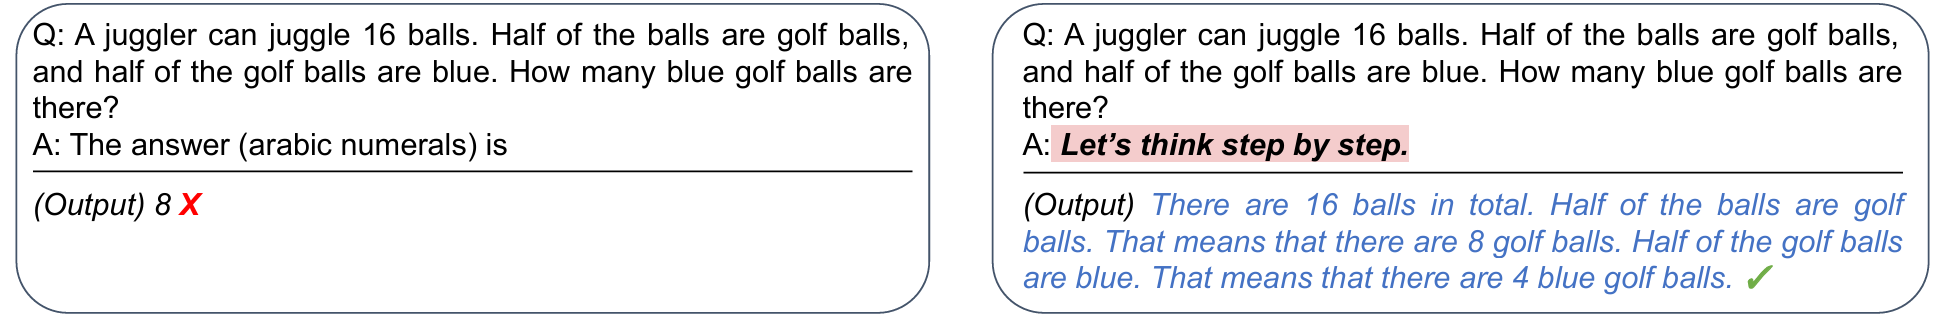 Q: A juggler can juggle 16 balls. Half of the balls are golf balls,
and half of the golf balls are blue. How many blue golf balls are
there?
A: The answer (arabic numerals) is
(Output) 8 X
Q: A juggler can juggle 16 balls. Half of the balls are golf balls,
and half of the golf balls are blue. How many blue golf balls are
there?
A: Let’s think step by step.
(Output) There are 16 balls in total. Half of the balls are golf
balls. That means that there are 8 golf balls. Half of the golf balls
are blue. That means that there are 4 blue golf balls. ✓